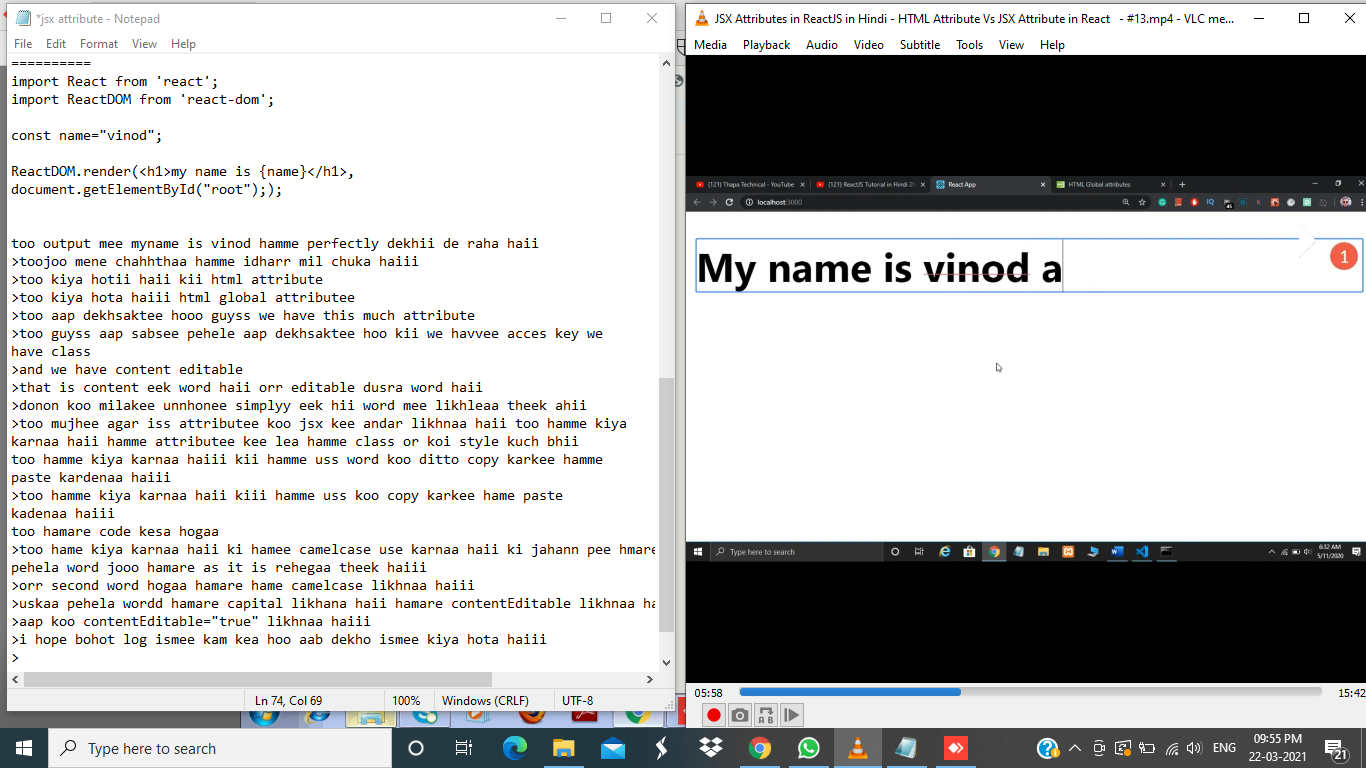 *jsx attribute - Notepad
File Edit Format View Help
==========
import React from 'react';
import ReactDOM from 'react-dom';
const name="vinod";
ReactDOM.render(<h1>my name is {name}</h1>,
document.getElementById("root"););
too output mee myname is vinod hamme perfectly dekhii de raha haii
>toojoo mene chahhthaa hamme idharr mil chuka haiii
>too kiya hotii haii kii html attribute
>too kiya hota haiii html global attributee
>too aap dekhsaktee hooo guyss we have this much attribute
>too guyss aap sabsee pehele aap dekhsaktee hoo kii we havvee acces key we
have class
>and we have content editable
>that is content eek word haii orr editable dusra word haii
>donon koo milakee unnhonee simplyy eek hii word mee likhleaa theek ahii
>too mujhee agar iss attributee koo jsx kee andar likhnaa haii too hamme kiya
karnaa haii hamme attributee kee lea hamme class or koi style kuch bhii
too hamme kiya karnaa haiii kii hamme uss word koo ditto copy karkee hamme
paste kardenaa haiii
>too hamme kiya karnaa haii kiii hamme uss koo copy karkee hame paste
kadenaa haiii
too hamare code kesa hogaa
>too hame kiya karnaa haii ki hamee camelcase use karnaa haii ki jahann pee hmare
pehela word jooo hamare as it is rehegaa theek haiii
>orr second word hogaa hamare hame camelcase likhnaa haiii
>uskaa pehela wordd hamare capital likhana haii hamare contentEditable likhnaa ha
>aap koo contentEditable="true" likhnaa haiii
>i hope bohot log ismee kam kea hoo aab dekho ismee kiya hota haiii
>
Ln 74, Col 69 100% Windows (CRLF) UTF-8
JSX Attributes in ReactJS in Hindi - HTML Attribute Vs JSX Attribute in React - #13.mp4 - VLC me...
Media Playback Audio Video Subtitle Tools View Help
(121) Thapa Technical - YouTube (121) ReactJS Tutorial in Hindi React App HTML Global attributes
localhost:3000
My name is vinod a
1
Type here to search
6:32 AM
5/11/2020
05:58
15:42
Type here to search
ENG
09:55 PM
22-03-2021
21